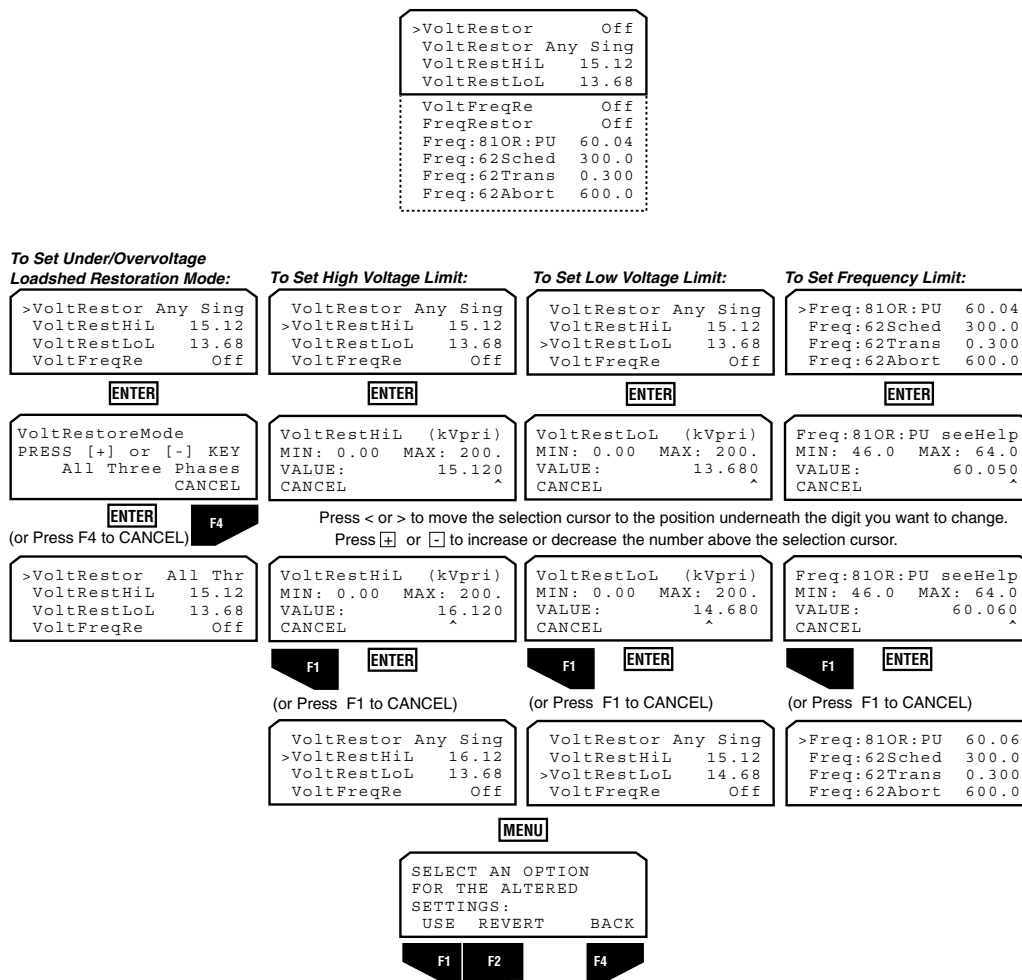 >VoltRestor Off
VoltRestor Any Sing
VoltRestHiL 15.12
VoltRestLoL 13.68
VoltFreqRe Off
FreqRestor Off
Freq:81OR:PU 60.04
Freq:62Sched 300.0
Freq:62Trans 0.300
Freq:62Abort 600.0
To Set Under/Overvoltage
Loadshed Restoration Mode:
>VoltRestor Any Sing
VoltRestHiL 15.12
VoltRestLoL 13.68
VoltFreqRe Off
ENTER
VoltRestoreMode
PRESS [+] or [-] KEY
All Three Phases
CANCEL
ENTER
F4
(or Press F4 to CANCEL)
>VoltRestor All Thr
VoltRestHiL 15.12
VoltRestLoL 13.68
VoltFreqRe Off
To Set High Voltage Limit:
VoltRestor Any Sing
>VoltRestHiL 15.12
VoltRestLoL 13.68
VoltFreqRe Off
ENTER
VoltRestHiL (kVpri)
MIN: 0.00 MAX: 200.
VALUE: 15.120
CANCEL ^
To Set Low Voltage Limit:
VoltRestor Any Sing
VoltRestHiL 15.12
>VoltRestLoL 13.68
VoltFreqRe Off
ENTER
VoltRestLoL (kVpri)
MIN: 0.00 MAX: 200.
VALUE: 13.680
CANCEL ^
To Set Frequency Limit:
>Freq:81OR:PU 60.04
Freq:62Sched 300.0
Freq:62Trans 0.300
Freq:62Abort 600.0
ENTER
Freq:81OR:PU seeHelp
MIN: 46.0 MAX: 64.0
VALUE: 60.050
CANCEL ^
Press < or > to move the selection cursor to the position underneath the digit you want to change.
Press + or - to increase or decrease the number above the selection cursor.
VoltRestHiL (kVpri)
MIN: 0.00 MAX: 200.
VALUE: 16.120
CANCEL ^
F1 ENTER
(or Press F1 to CANCEL)
VoltRestor Any Sing
>VoltRestHiL 16.12
VoltRestLoL 13.68
VoltFreqRe Off
VoltRestLoL (kVpri)
MIN: 0.00 MAX: 200.
VALUE: 14.680
CANCEL ^
F1 ENTER
(or Press F1 to CANCEL)
VoltRestor Any Sing
VoltRestHiL 15.12
>VoltRestLoL 14.68
VoltFreqRe Off
Freq:81OR:PU seeHelp
MIN: 46.0 MAX: 64.0
VALUE: 60.060
CANCEL ^
F1 ENTER
(or Press F1 to CANCEL)
>Freq:81OR:PU 60.06
Freq:62Sched 300.0
Freq:62Trans 0.300
Freq:62Abort 600.0
MENU
SELECT AN OPTION
FOR THE ALTERED
SETTINGS:
USE REVERT BACK
F1 F2 F4